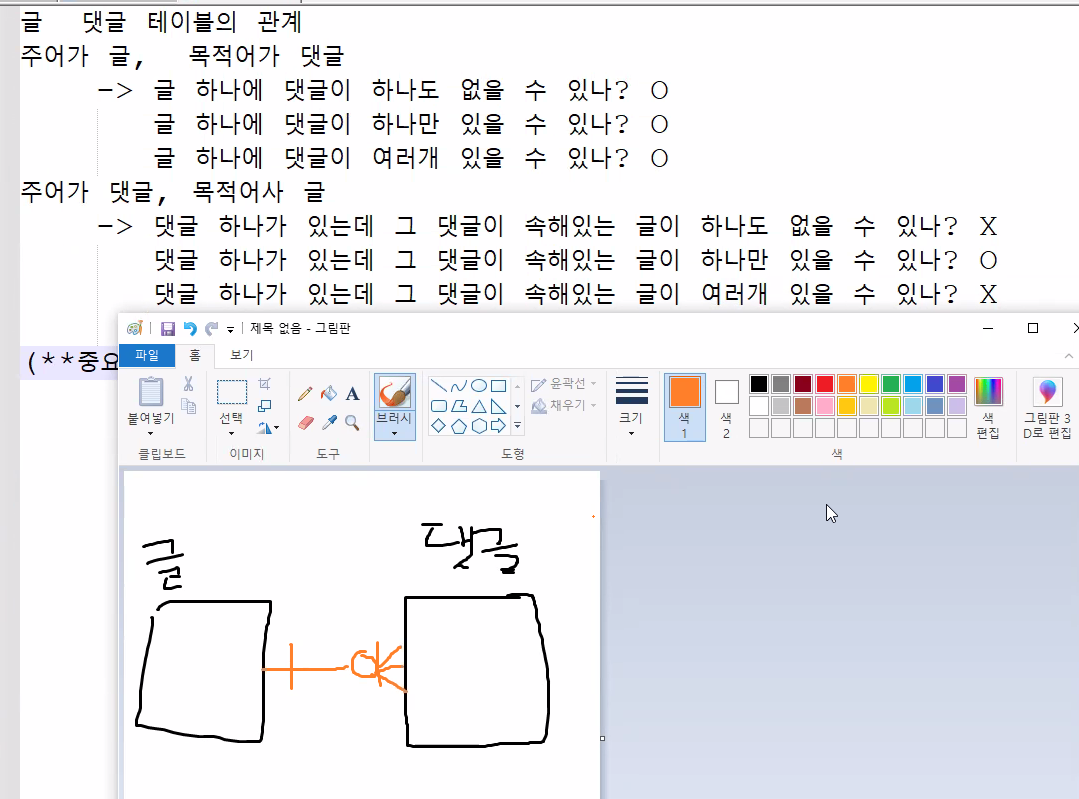 글 댓글 테이블의 관계
주어가 글, 목적어가 댓글
-> 글 하나에 댓글이 하나도 없을 수 있나? O
글 하나에 댓글이 하나만 있을 수 있나? O
글 하나에 댓글이 여러개 있을 수 있나? O
주어가 댓글, 목적어사 글
-> 댓글 하나가 있는데 그 댓글이 속해있는 글이 하나도 없을 수 있나? X
댓글 하나가 있는데 그 댓글이 속해있는 글이 하나만 있을 수 있나? O
댓글 하나가 있는데 그 댓글이 속해있는 글이 여러개 있을 수 있나? X
(**중요
제목 없음 - 그림판
파일 홈 보기
붙여넣기 선택 A 브러시 윤곽선 채우기 크기 색 1 색 2 색 편집 그림판 3D로 편집
클립보드 이미지 도구 도형 색
글 댓글